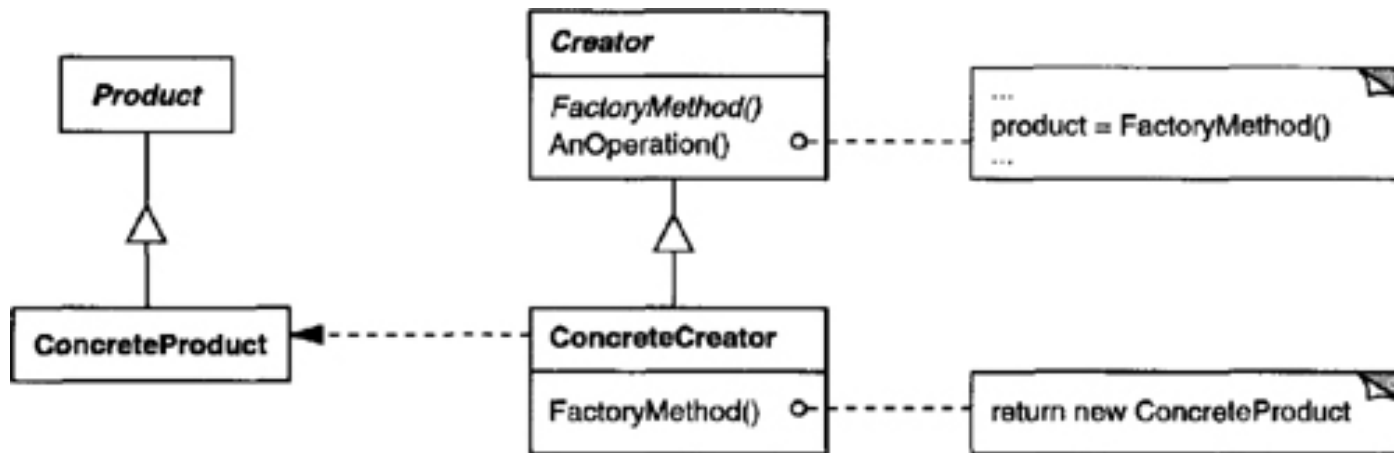 Product
ConcreteProduct
Creator
FactoryMethod()
AnOperation()
...
product = FactoryMethod()
...
ConcreteCreator
FactoryMethod()
return new ConcreteProduct